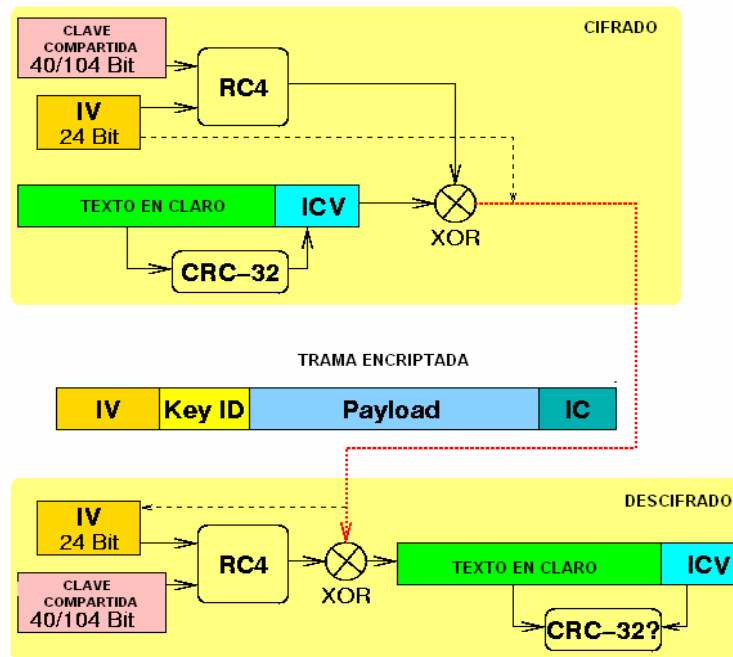 CIFRADO
CLAVE
COMPARTIDA
40/104 Bit
RC4
IV
24 Bit
TEXTO EN CLARO
ICV
XOR
CRC–32
TRAMA ENCRIPTADA
IV
Key ID
Payload
IC
DESCIFRADO
IV
24 Bit
RC4
XOR
TEXTO EN CLARO
ICV
CLAVE
COMPARTIDA
40/104 Bit
CRC–32?